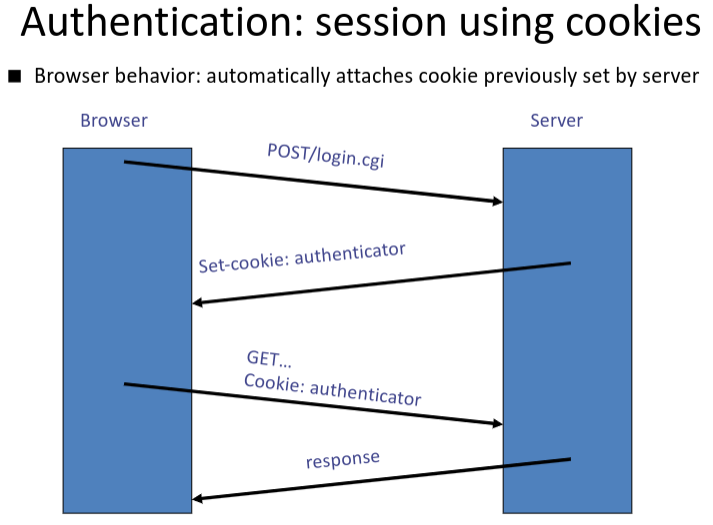 Authentication: session using cookies
■ Browser behavior: automatically attaches cookie previously set by server
Browser
Server
POST/login.cgi
Set-cookie: authenticator
GET...
Cookie: authenticator
response